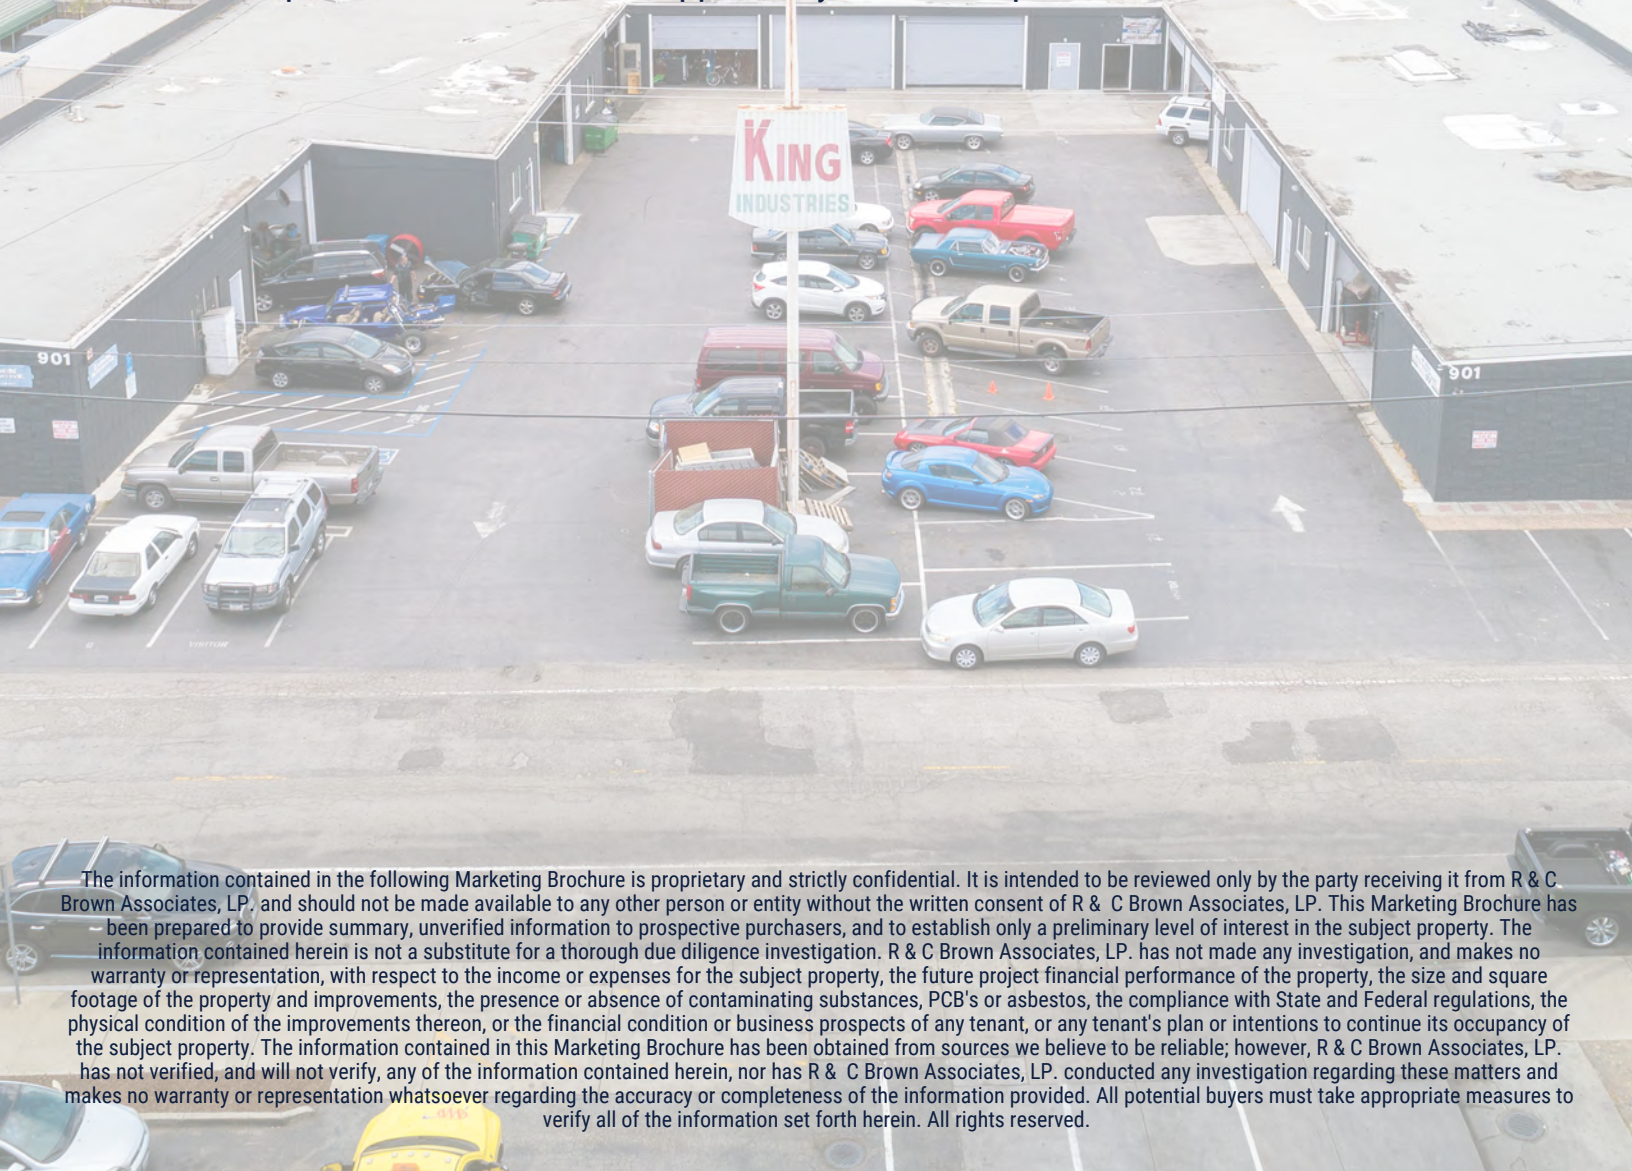 KING
INDUSTRIES
901
901
VISITOR
The information contained in the following Marketing Brochure is proprietary and strictly confidential. It is intended to be reviewed only by the party receiving it from R & C
Brown Associates, LP. and should not be made available to any other person or entity without the written consent of R &  C Brown Associates, LP. This Marketing Brochure has
been prepared to provide summary, unverified information to prospective purchasers, and to establish only a preliminary level of interest in the subject property. The
information contained herein is not a substitute for a thorough due diligence investigation. R & C Brown Associates, LP. has not made any investigation, and makes no
warranty or representation, with respect to the income or expenses for the subject property, the future project financial performance of the property, the size and square
footage of the property and improvements, the presence or absence of contaminating substances, PCB's or asbestos, the compliance with State and Federal regulations, the
physical condition of the improvements thereon, or the financial condition or business prospects of any tenant, or any tenant's plan or intentions to continue its occupancy of
the subject property. The information contained in this Marketing Brochure has been obtained from sources we believe to be reliable; however, R & C Brown Associates, LP.
has not verified, and will not verify, any of the information contained herein, nor has R &  C Brown Associates, LP. conducted any investigation regarding these matters and
makes no warranty or representation whatsoever regarding the accuracy or completeness of the information provided. All potential buyers must take appropriate measures to
verify all of the information set forth herein. All rights reserved.